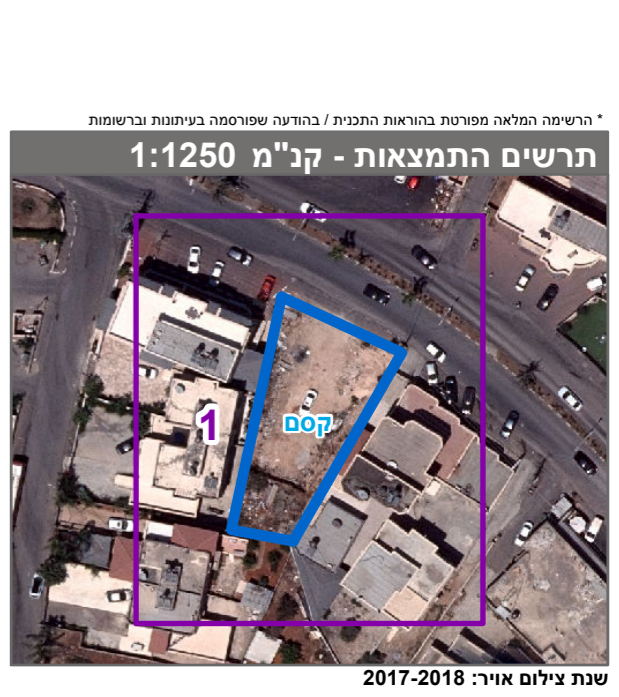 * הרשימה המלאה מפורטת בהוראות התכנית / בהודעה שפורסמה בעיתונות וברשומות
תרשים התמצאות - קנ"מ 1:1250
1
קסם
שנת צילום אויר: 2017-2018